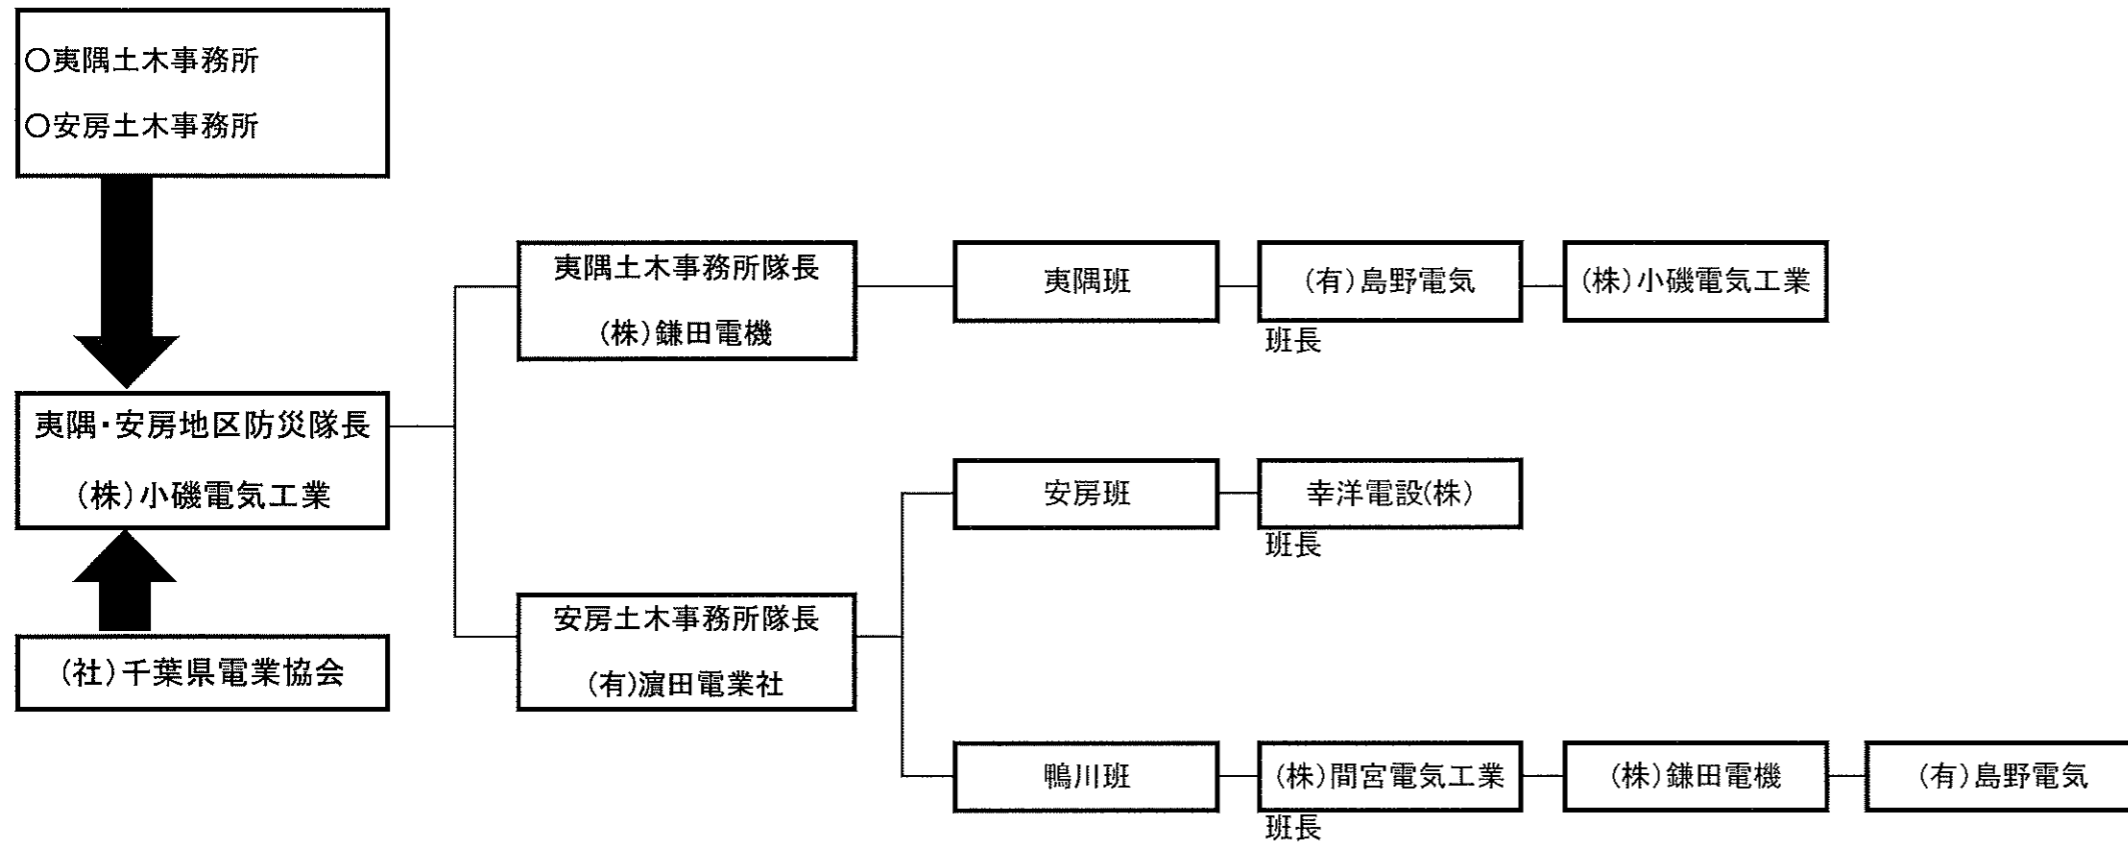 ○夷隅土木事務所
○安房土木事務所
夷隅・安房地区防災隊長
(株)小磯電気工業
(社)千葉県電業協会
夷隅土木事務所隊長
(株)鎌田電機
夷隅班
(有)島野電気
班長
(株)小磯電気工業
安房土木事務所隊長
(有)濵田電業社
安房班
幸洋電設(株)
班長
鴨川班
(株)間宮電気工業
班長
(株)鎌田電機
(有)島野電気